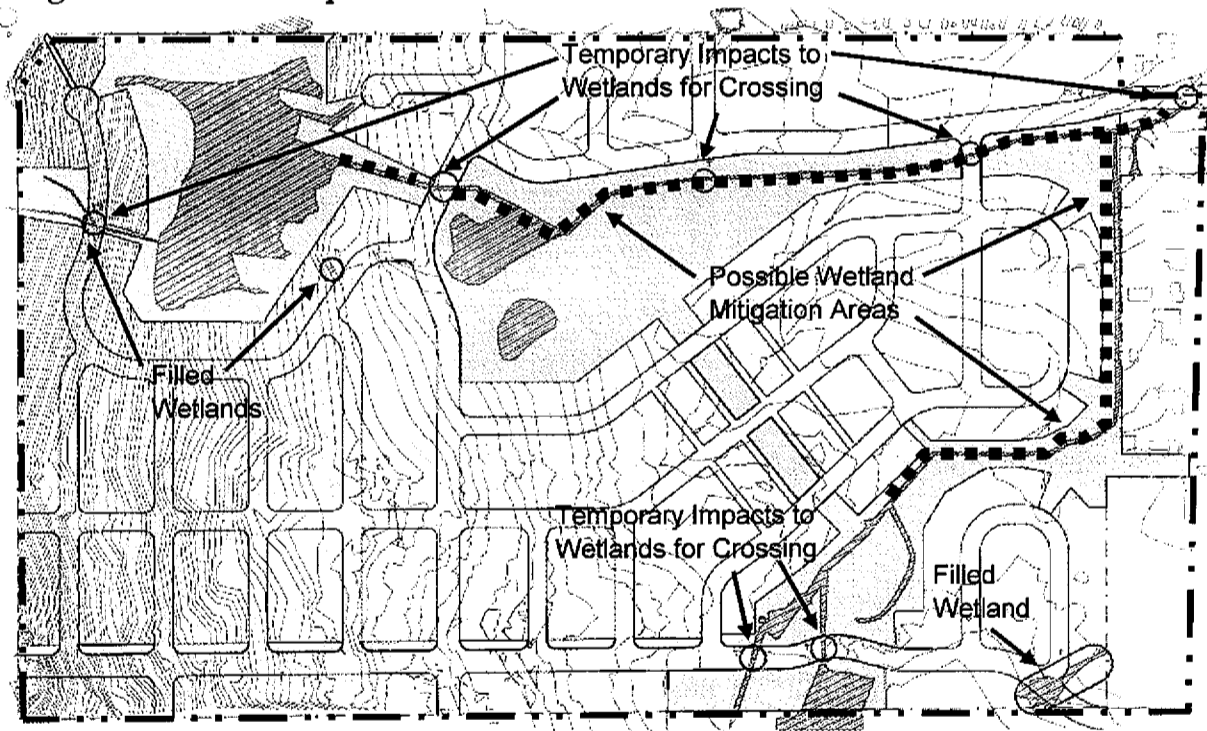 Temporary Impacts to
Wetlands for Crossing
Possible Wetland
Mitigation Areas
Filled
Wetlands
Temporary Impacts to
Wetlands for Crossing
Filled
Wetland